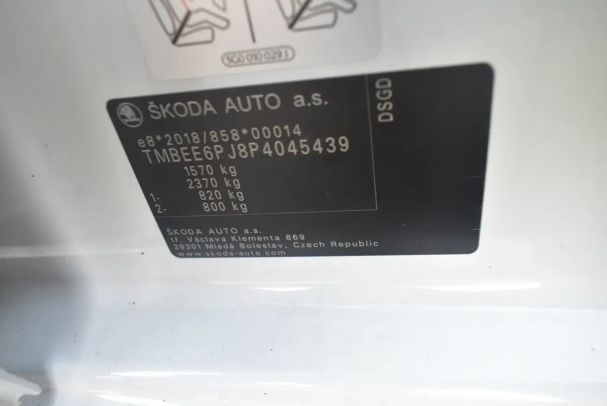 5G0 010 029 J
ŠKODA AUTO a.s.
DSGD
e8*2018/858*00014
TMBEE6PJ8P4045439
1570 kg
2370 kg
1- 820 kg
2- 800 kg
ŠKODA AUTO a.s.
tř. Václava Klementa 869
29301 Mladá Boleslav, Czech Republic
www.skoda-auto.com